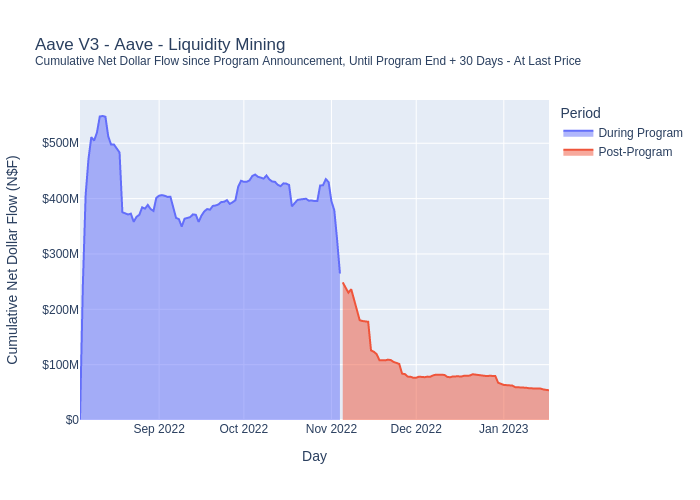 Aave V3 - Aave - Liquidity Mining
Cumulative Net Dollar Flow since Program Announcement, Until Program End + 30 Days - At Last Price
Cumulative Net Dollar Flow (N$F)
$500M
$400M
$300M
$200M
$100M
$0
Sep 2022
Oct 2022
Nov 2022
Dec 2022
Jan 2023
Day
Period
During Program
Post-Program